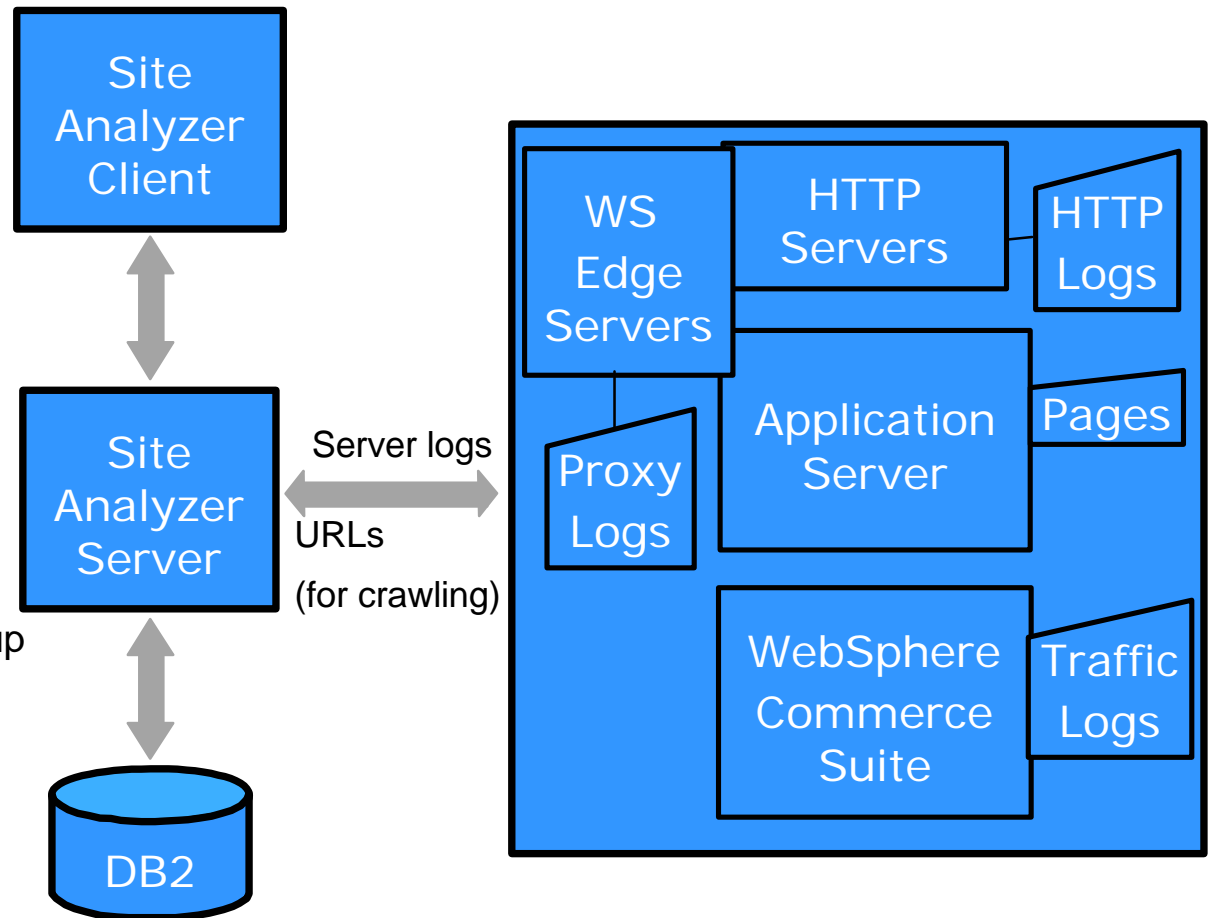 Site
Analyzer
Client
Site
Analyzer
Server
up
DB2
Server logs
URLs
(for crawling)
WS
Edge
Servers
HTTP
Servers
HTTP
Logs
Proxy
Logs
Application
Server
Pages
WebSphere
Commerce
Suite
Traffic
Logs